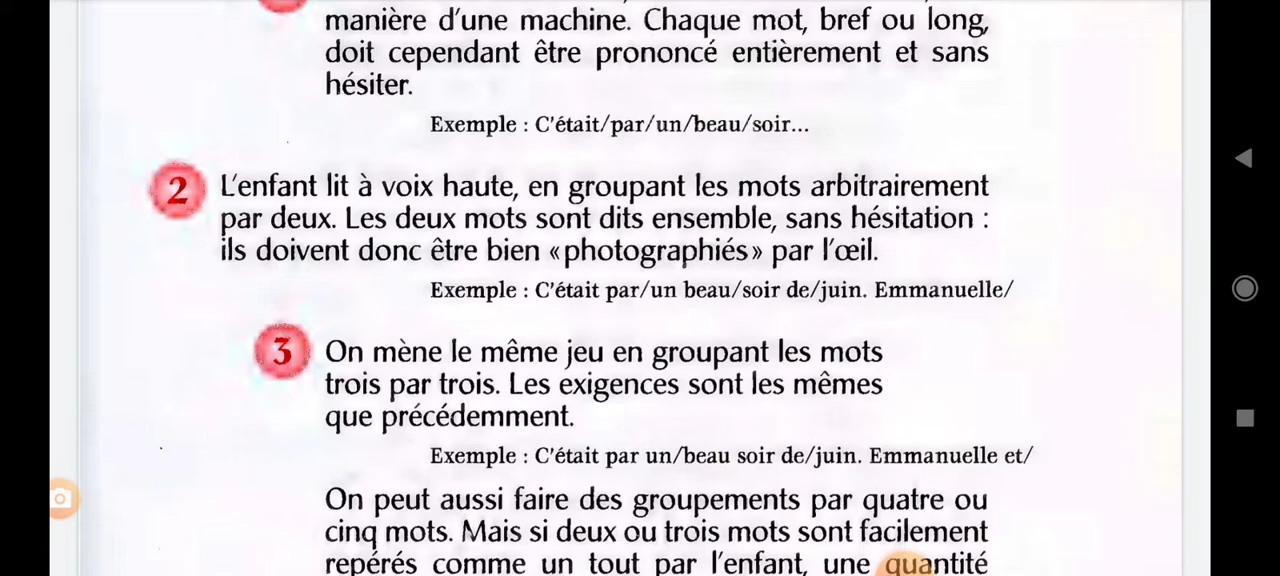 manière d'une machine. Chaque mot, bref ou long,
doit cependant être prononcé entièrement et sans
hésiter.
Exemple : C'était/par/un/beau/soir...
2 L'enfant lit à voix haute, en groupant les mots arbitrairement
par deux. Les deux mots sont dits ensemble, sans hésitation :
ils doivent donc être bien «photographiés» par l'œil.
Exemple : C'était par/un beau/soir de/juin. Emmanuelle/
3 On mène le même jeu en groupant les mots
trois par trois. Les exigences sont les mêmes
que précédemment.
Exemple : C'était par un/beau soir de/juin. Emmanuelle et/
On peut aussi faire des groupements par quatre ou
cinq mots. Mais si deux ou trois mots sont facilement
repérés comme un tout par l'enfant, une quantité